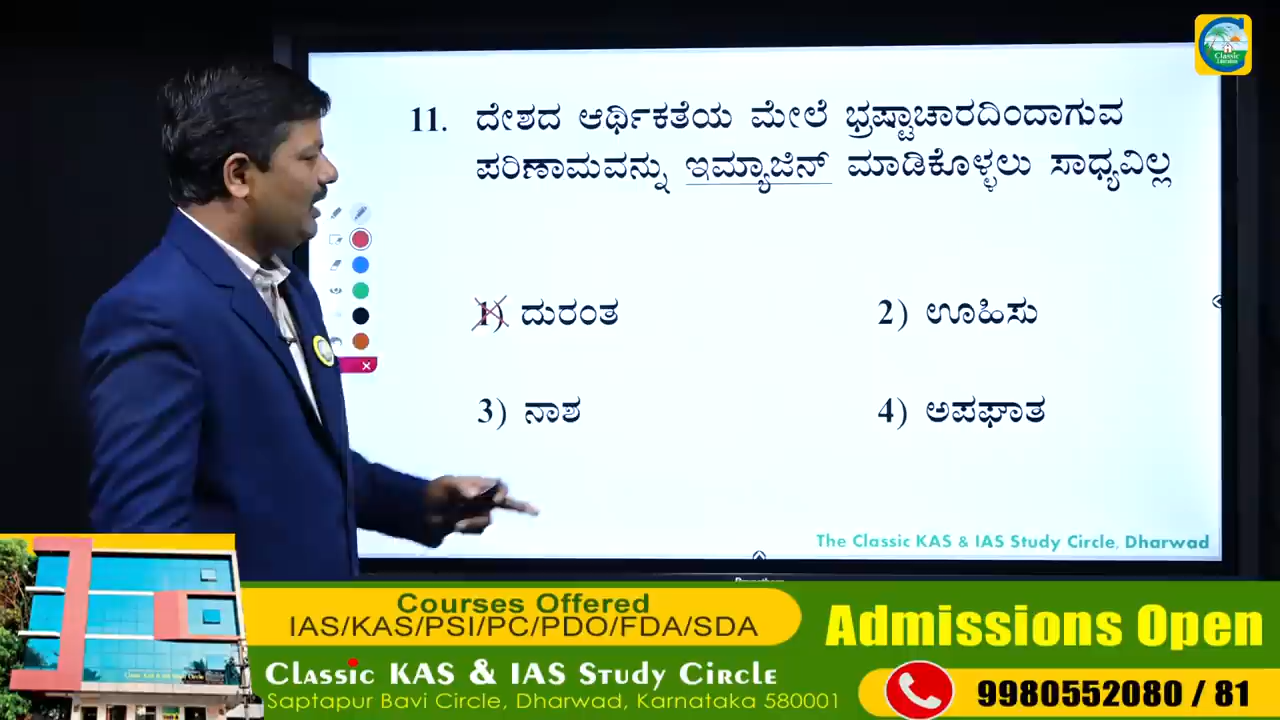 Classic
Education
11. ದೇಶದ ಆರ್ಥಿಕತೆಯ ಮೇಲೆ ಭ್ರಷ್ಟಾಚಾರದಿಂದಾಗುವ
ಪರಿಣಾಮವನ್ನು ಇಮ್ಯಾಜಿನ್ ಮಾಡಿಕೊಳ್ಳಲು ಸಾಧ್ಯವಿಲ್ಲ
1) ದುರಂತ 2) ಊಹಿಸು
3) ನಾಶ 4) ಅಪಘಾತ
The Classic KAS & IAS Study Circle, Dharwad
Courses Offered
IAS/KAS/PSI/PC/PDO/FDA/SDA
Admissions Open
Classic KAS & IAS Study Circle
Saptapur Bavi Circle, Dharwad, Karnataka 580001
9980552080 / 81